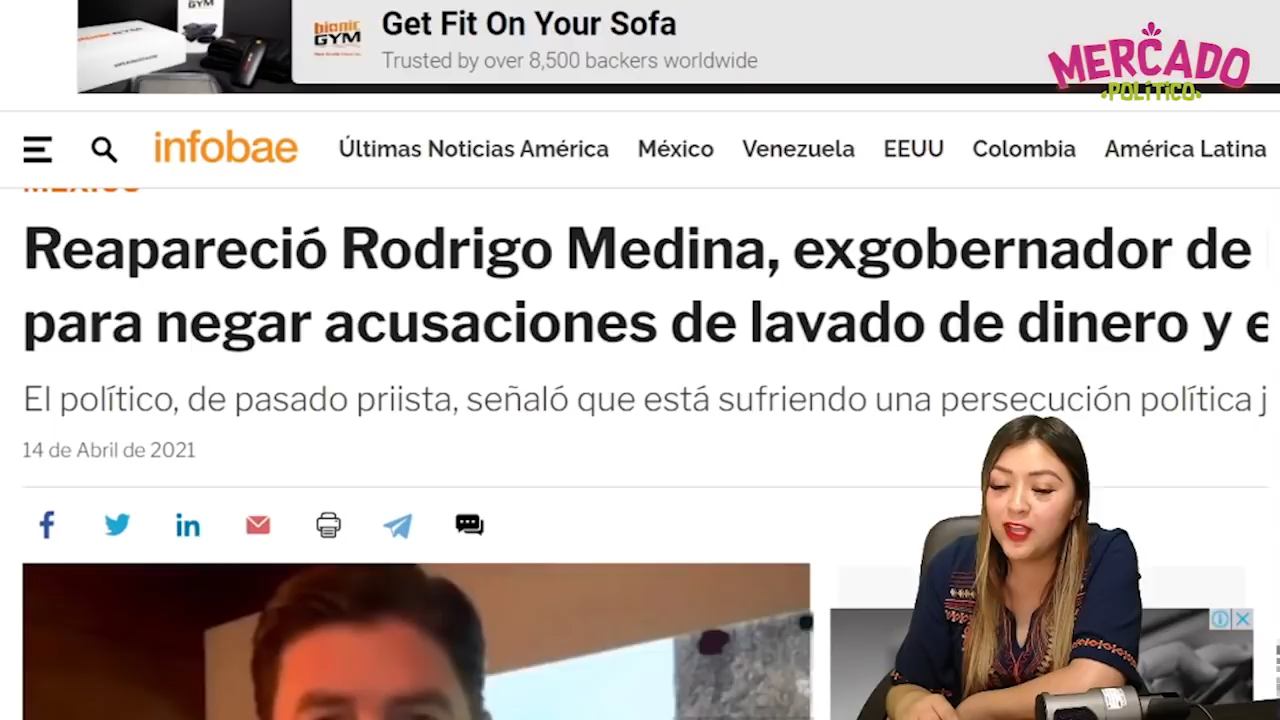 Get Fit On Your Sofa
bionic
GYM
Trusted by over 8,500 backers worldwide
MERCADO
POLÍTICO
infobae
Últimas Noticias América México Venezuela EEUU Colombia América Latina
MÉXICO
Reapareció Rodrigo Medina, exgobernador de
para negar acusaciones de lavado de dinero y e
El político, de pasado priista, señaló que está sufriendo una persecución política j
14 de Abril de 2021